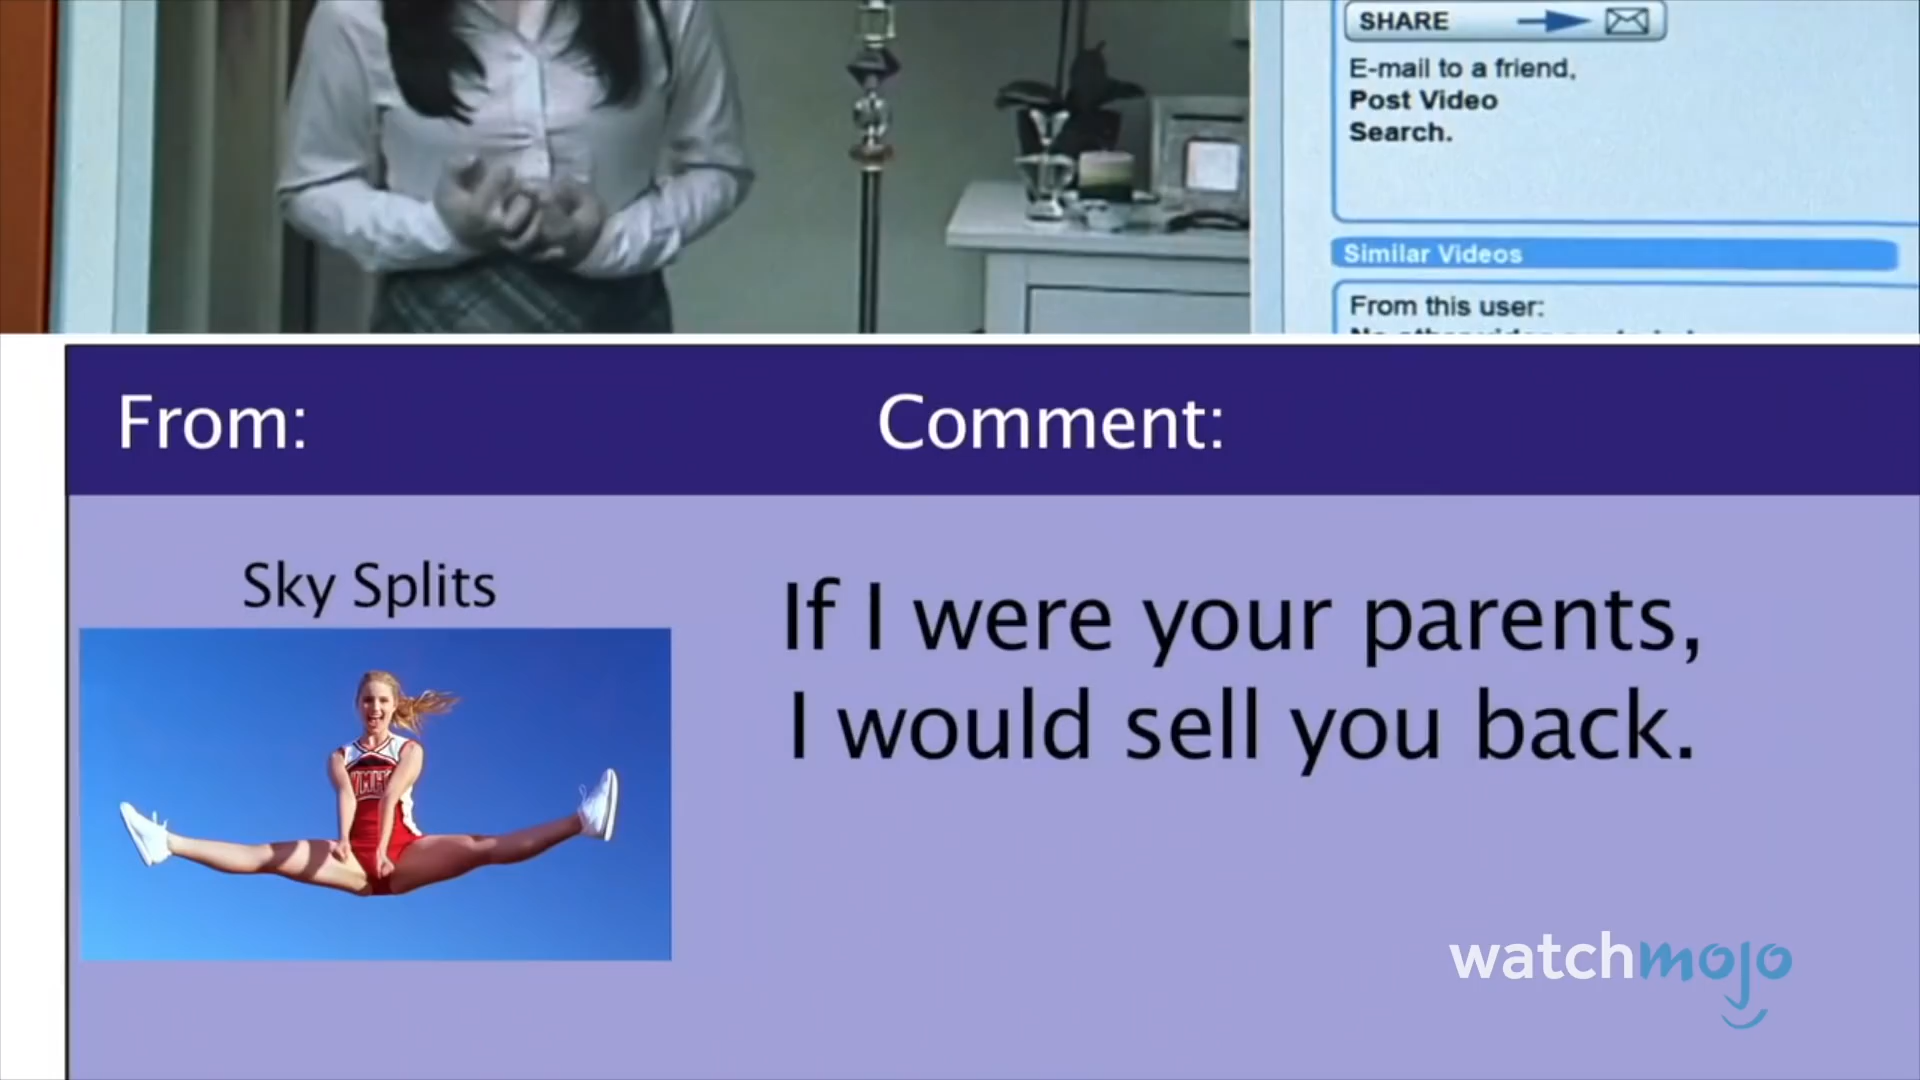 SHARE
E-mail to a friend,
Post Video
Search.
Similar Videos
From this user:
From:
Comment:
Sky Splits
If I were your parents,
I would sell you back.
WMH
watchmojo